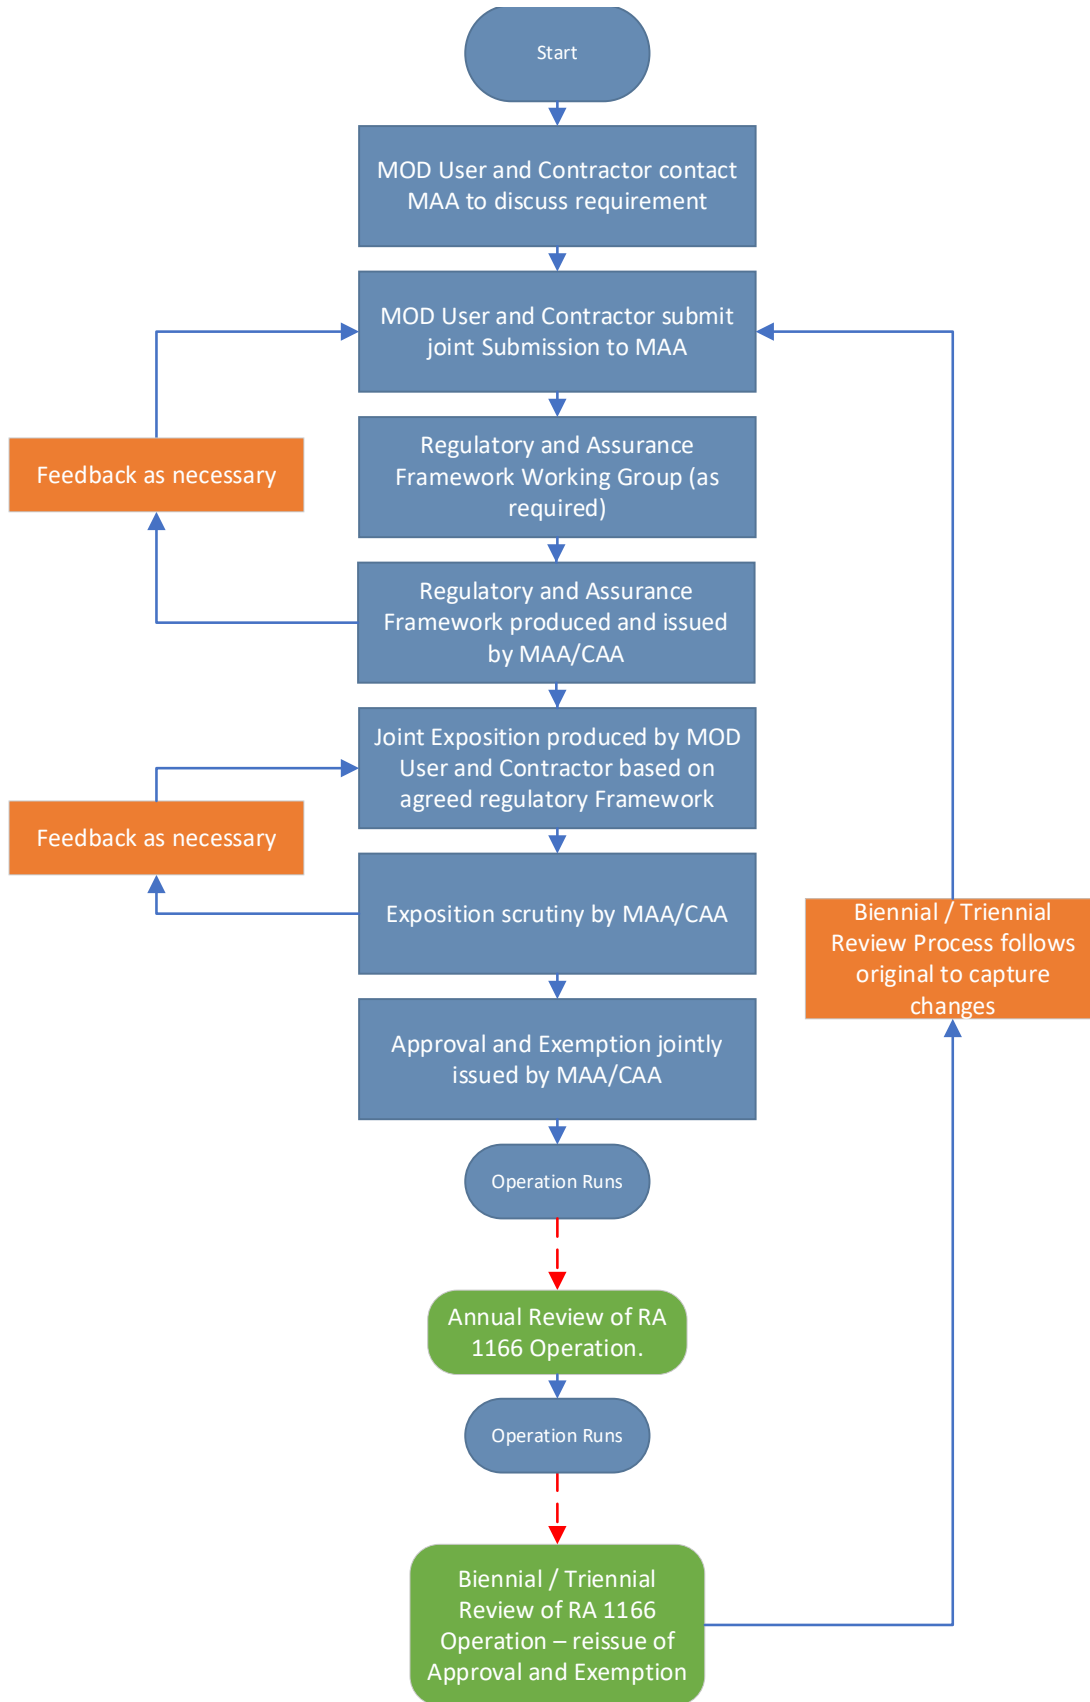 Start
MOD User and Contractor contact
MAA to discuss requirement
MOD User and Contractor submit
joint Submission to MAA
Feedback as necessary
Regulatory and Assurance
Framework Working Group (as
required)
Regulatory and Assurance
Framework produced and issued
by MAA/CAA
Joint Exposition produced by MOD
User and Contractor based on
agreed regulatory Framework
Feedback as necessary
Exposition scrutiny by MAA/CAA
Biennial / Triennial
Review Process follows
original to capture
changes
Approval and Exemption jointly
issued by MAA/CAA
Operation Runs
Annual Review of RA
1166 Operation.
Operation Runs
Biennial / Triennial
Review of RA 1166
Operation – reissue of
Approval and Exemption